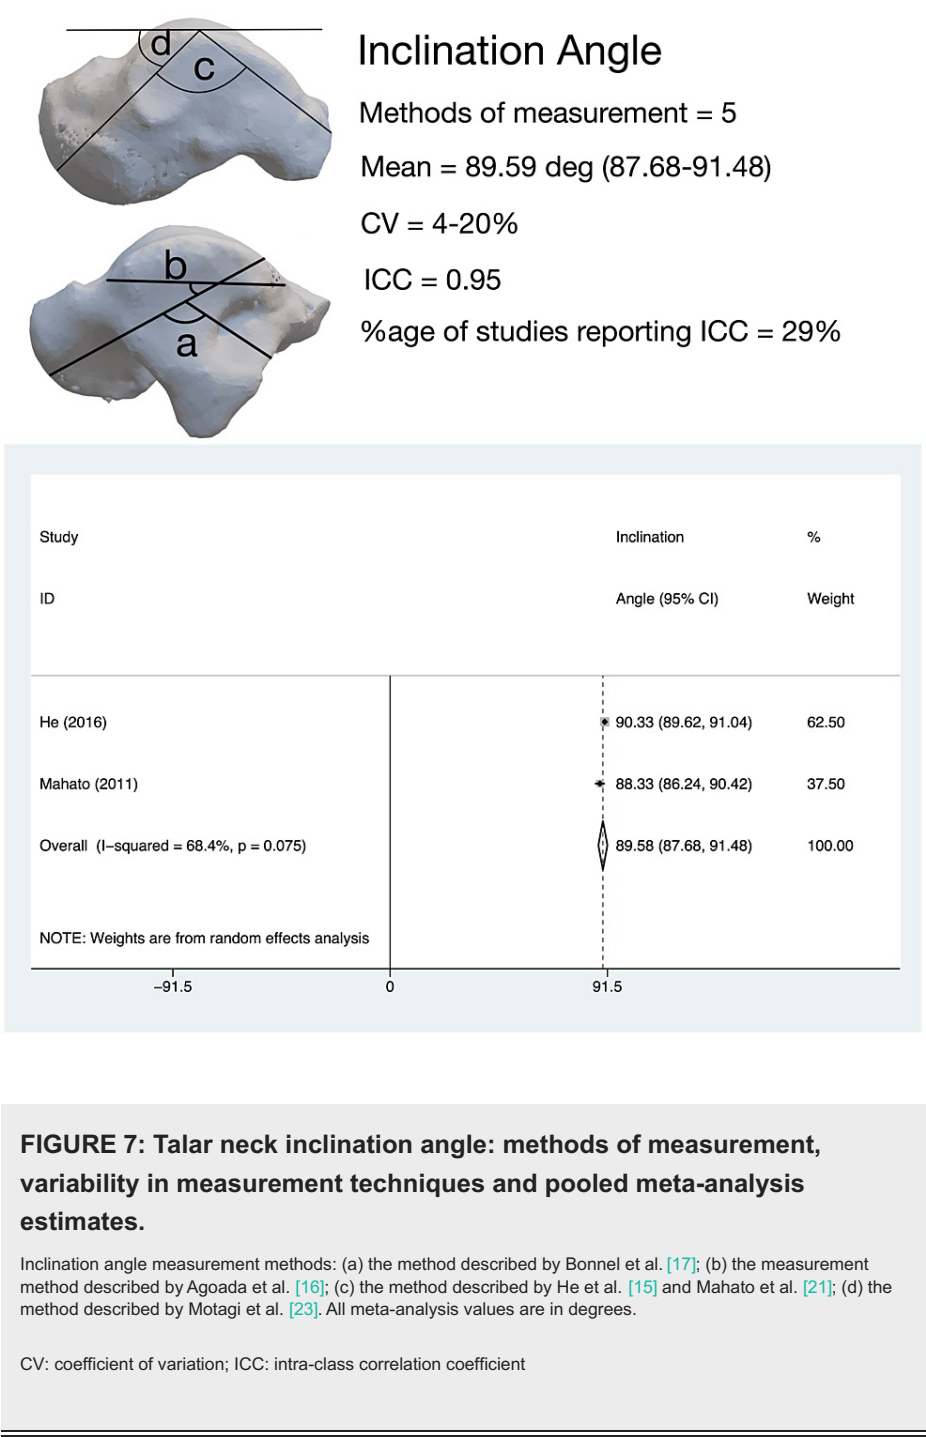 d
c
b
a
Inclination Angle
Methods of measurement = 5
Mean = 89.59 deg (87.68-91.48)
CV = 4-20%
ICC = 0.95
%age of studies reporting ICC = 29%
Study Inclination %
ID Angle (95% CI) Weight
He (2016) 90.33 (89.62, 91.04) 62.50
Mahato (2011) 88.33 (86.24, 90.42) 37.50
Overall (I-squared = 68.4%, p = 0.075) 89.58 (87.68, 91.48) 100.00
NOTE: Weights are from random effects analysis
-91.5 0 91.5
FIGURE 7: Talar neck inclination angle: methods of measurement,
variability in measurement techniques and pooled meta-analysis
estimates.
Inclination angle measurement methods: (a) the method described by Bonnel et al. [17]; (b) the measurement
method described by Agoada et al. [16]; (c) the method described by He et al. [15] and Mahato et al. [21]; (d) the
method described by Motagi et al. [23]. All meta-analysis values are in degrees.
CV: coefficient of variation; ICC: intra-class correlation coefficient